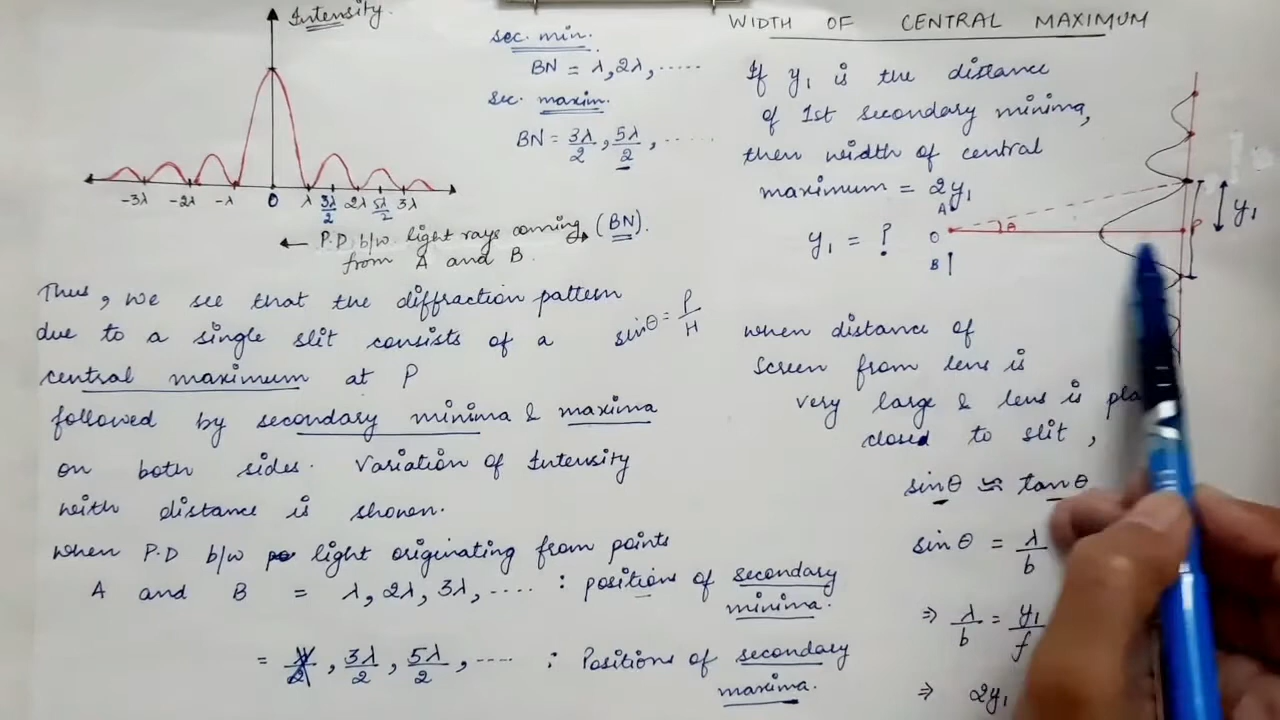 Intensity.
-3λ -2λ -λ 0 λ 3λ/2 2λ 5λ/2 3λ
P.D b/w light rays coming (BN).
from A and B.
sec. min.
BN = λ, 2λ, .....
sec. maxim.
BN = 3λ/2, 5λ/2, .....
Thus, we see that the diffraction pattern
due to a single slit consists of a
sinθ = P/H
central maximum at P
followed by secondary minima & maxima
on both sides. Variation of Intensity
with distance is shown.
when P.D b/w light originating from points
A and B = λ, 2λ, 3λ, .... : positions of secondary
minima.
= λ/2, 3λ/2, 5λ/2, .... : Positions of secondary
maxima.
WIDTH OF CENTRAL MAXIMUM
If y₁ is the distance
of 1st secondary minima,
then width of central
maximum = 2y₁
y₁ = ?
A
O
B
θ
P
y₁
when distance of
screen from lens is
very large & lens is
closed to slit,
sinθ ≈ tanθ
sinθ = λ/b
⇒ λ/b = y₁/f
⇒ 2y₁